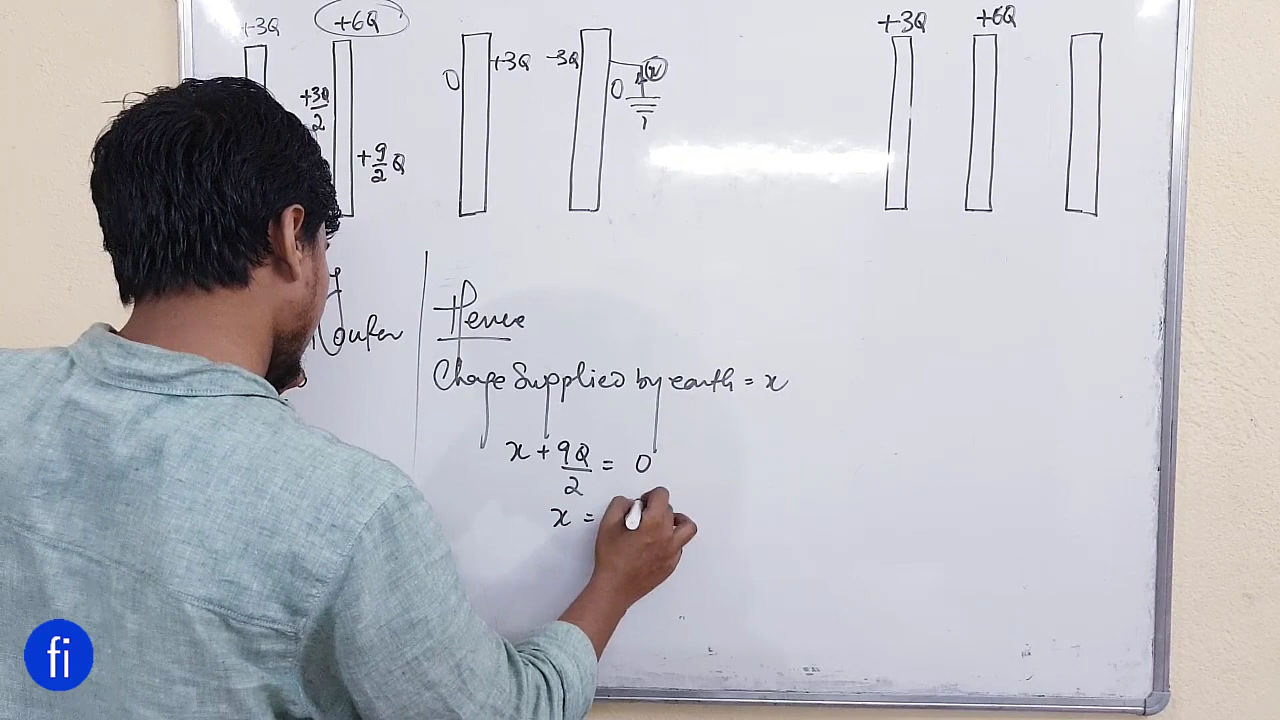 +3Q
+6Q
+3Q/2
+9/2 Q
0
+3Q
-3Q
0
x
+3Q
+6Q
Outer
Hence
Charge Supplied by earth = x
x + 9Q/2 = 0
x =
fi